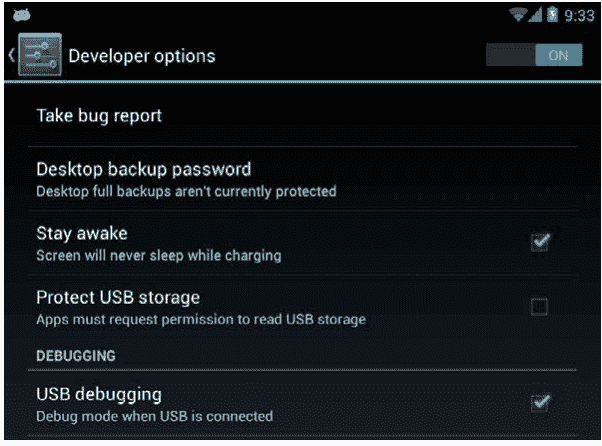 9:33
Developer options
ON
Take bug report
Desktop backup password
Desktop full backups aren't currently protected
Stay awake
Screen will never sleep while charging
Protect USB storage
Apps must request permission to read USB storage
DEBUGGING
USB debugging
Debug mode when USB is connected